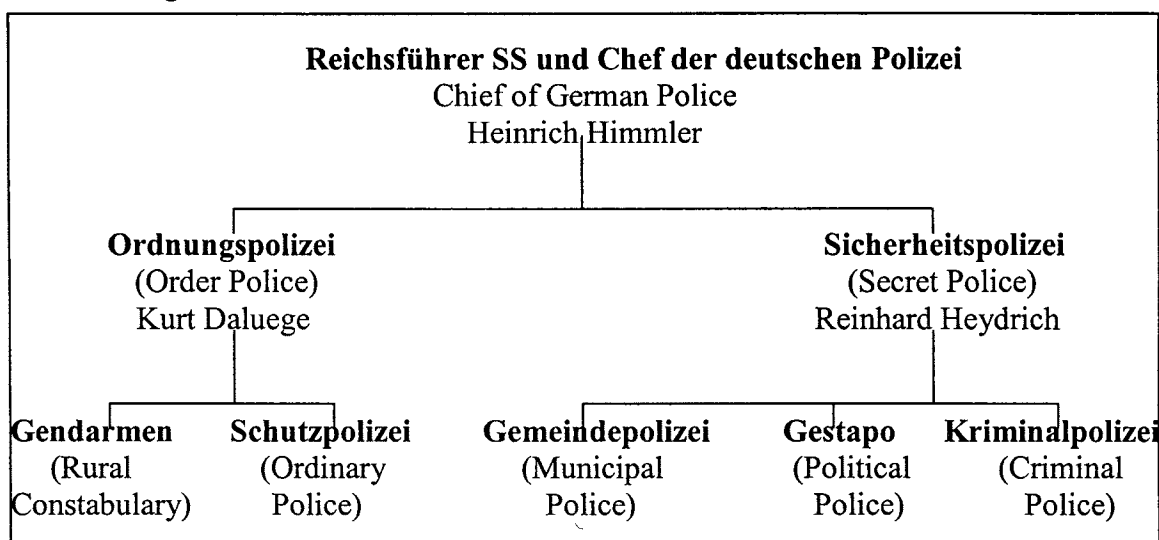 Reichsführer SS und Chef der deutschen Polizei
Chief of German Police
Heinrich Himmler
Ordnungspolizei
(Order Police)
Kurt Daluege
Sicherheitspolizei
(Secret Police)
Reinhard Heydrich
Gendarmen
(Rural
Constabulary)
Schutzpolizei
(Ordinary
Police)
Gemeindepolizei
(Municipal
Police)
Gestapo
(Political
Police)
Kriminalpolizei
(Criminal
Police)